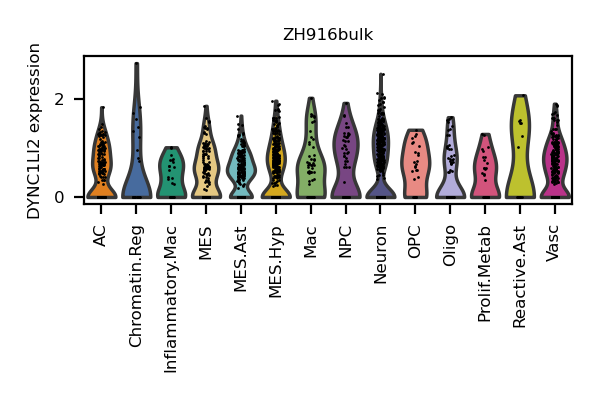 ZH916bulk
DYNC1LI2 expression
2
0
AC
Chromatin.Reg
Inflammatory.Mac
MES
MES.Ast
MES.Hyp
Mac
NPC
Neuron
OPC
Oligo
Prolif.Metab
Reactive.Ast
Vasc